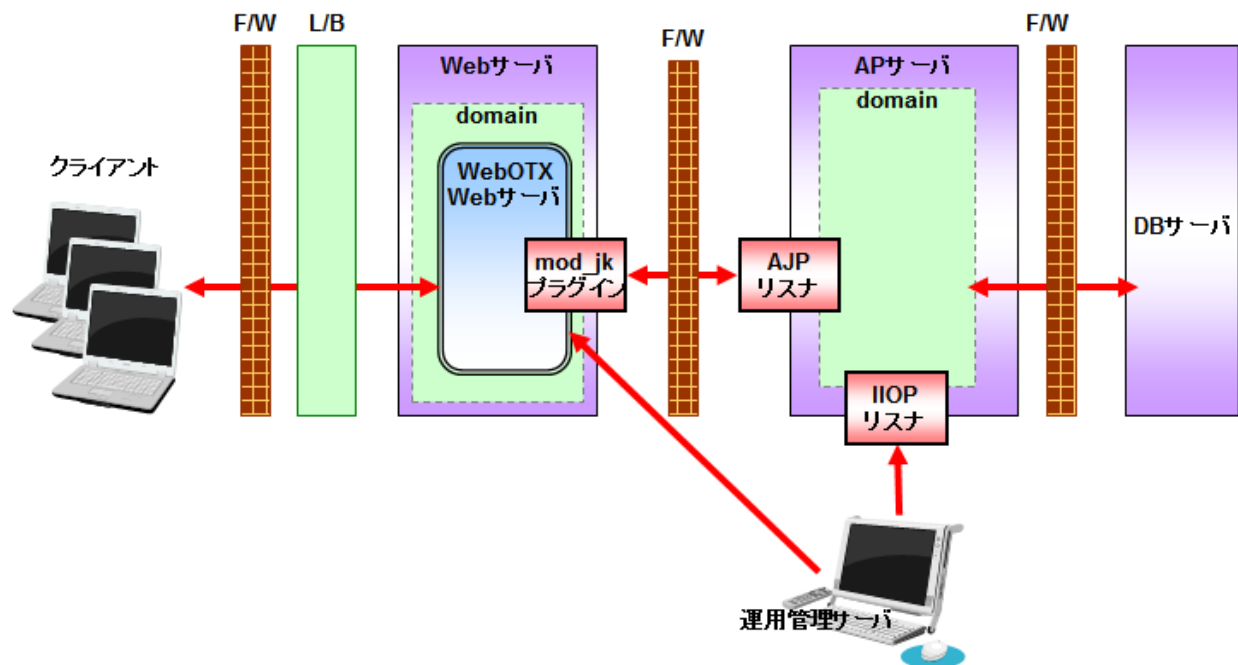 F/W
L/B
F/W
F/W
Webサーバ
APサーバ
domain
domain
クライアント
WebOTX
Webサーバ
DBサーバ
mod_jk
プラグイン
AJP
リスナ
IIOP
リスナ
運用管理サーバ